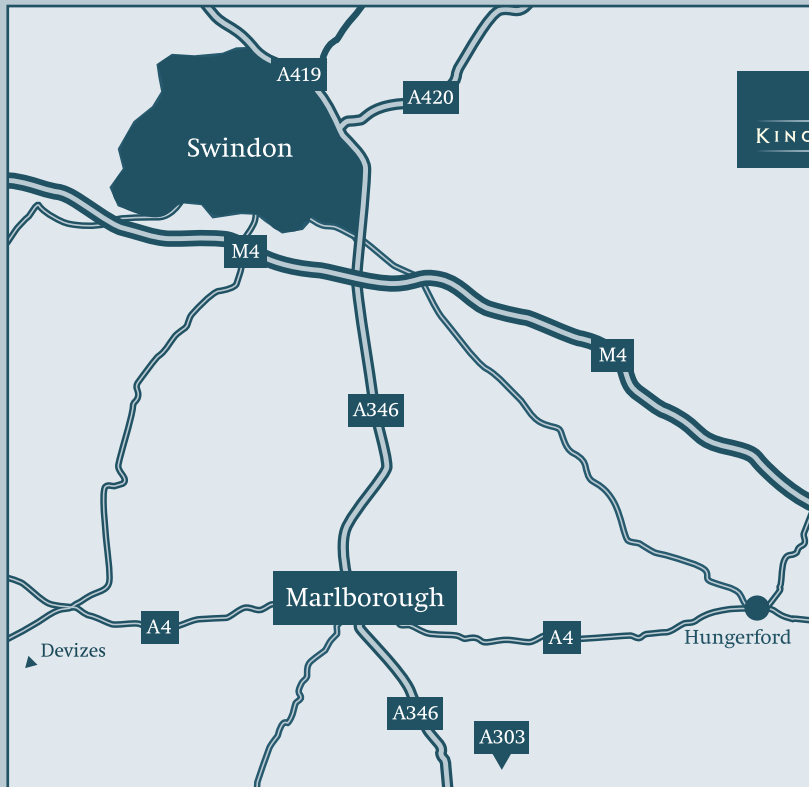 A419
A420
Swindon
M4
M4
A346
Marlborough
A4
A4
Hungerford
Devizes
A346
A303